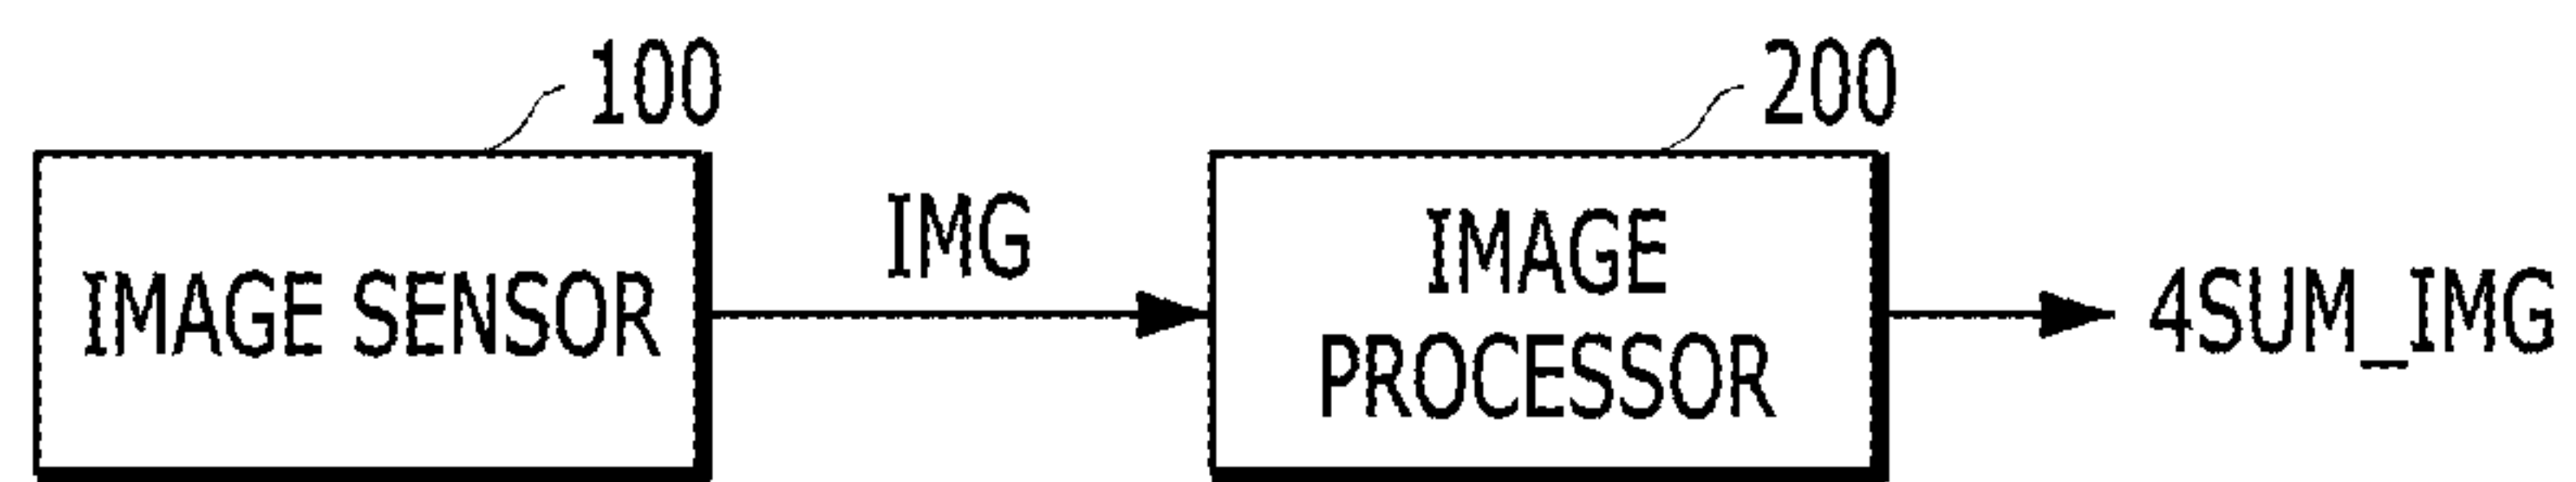 100
200
IMAGE SENSOR
IMG
IMAGE
PROCESSOR
4SUM_IMG